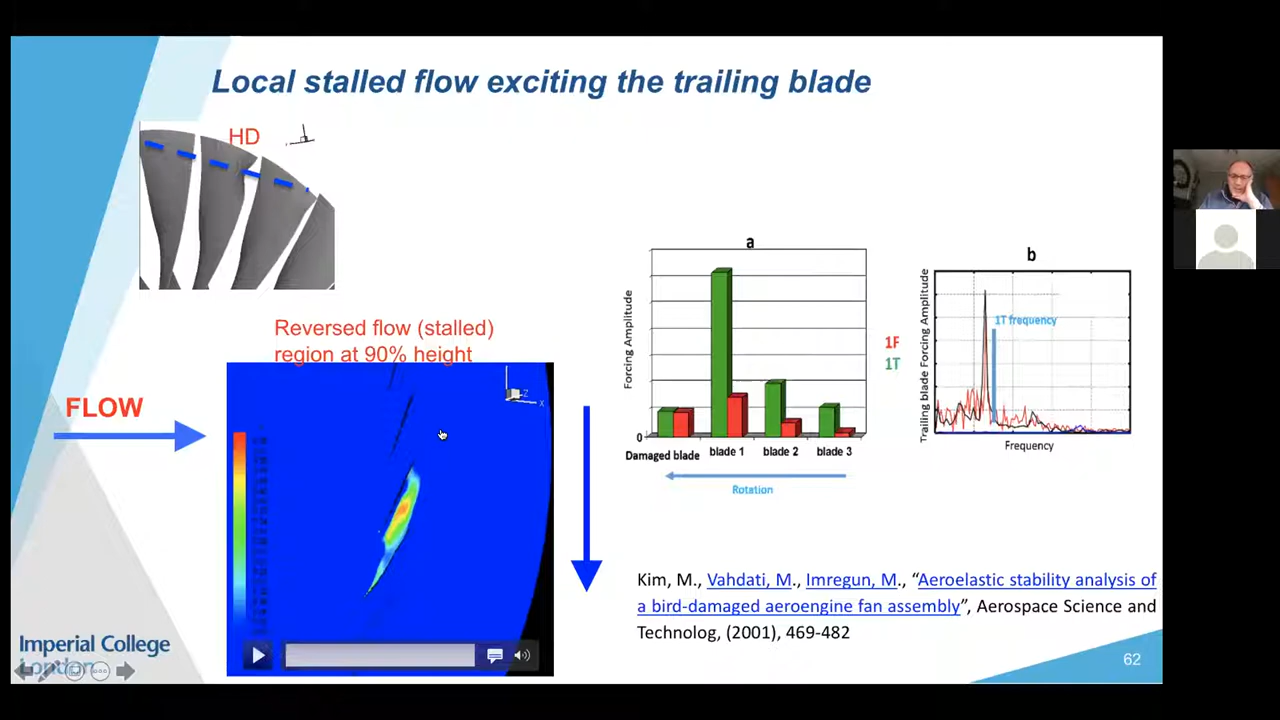 Local stalled flow exciting the trailing blade
HD
Reversed flow (stalled)
region at 90% height
FLOW
Z
X
a
Forcing Amplitude
0
Damaged blade
blade 1
blade 2
blade 3
Rotation
1F
1T
b
Trailing blade Forcing Amplitude
1T frequency
Frequency
Kim, M., Vahdati, M., Imregun, M., “Aeroelastic stability analysis of
a bird-damaged aeroengine fan assembly”, Aerospace Science and
Technolog, (2001), 469-482
Imperial College
London
62